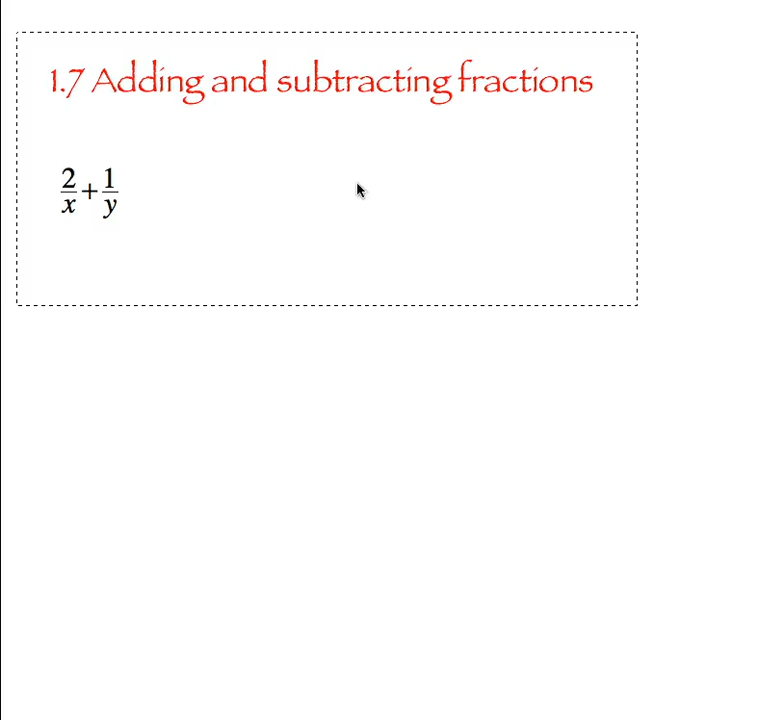 1.7 Adding and subtracting fractions
2/x + 1/y